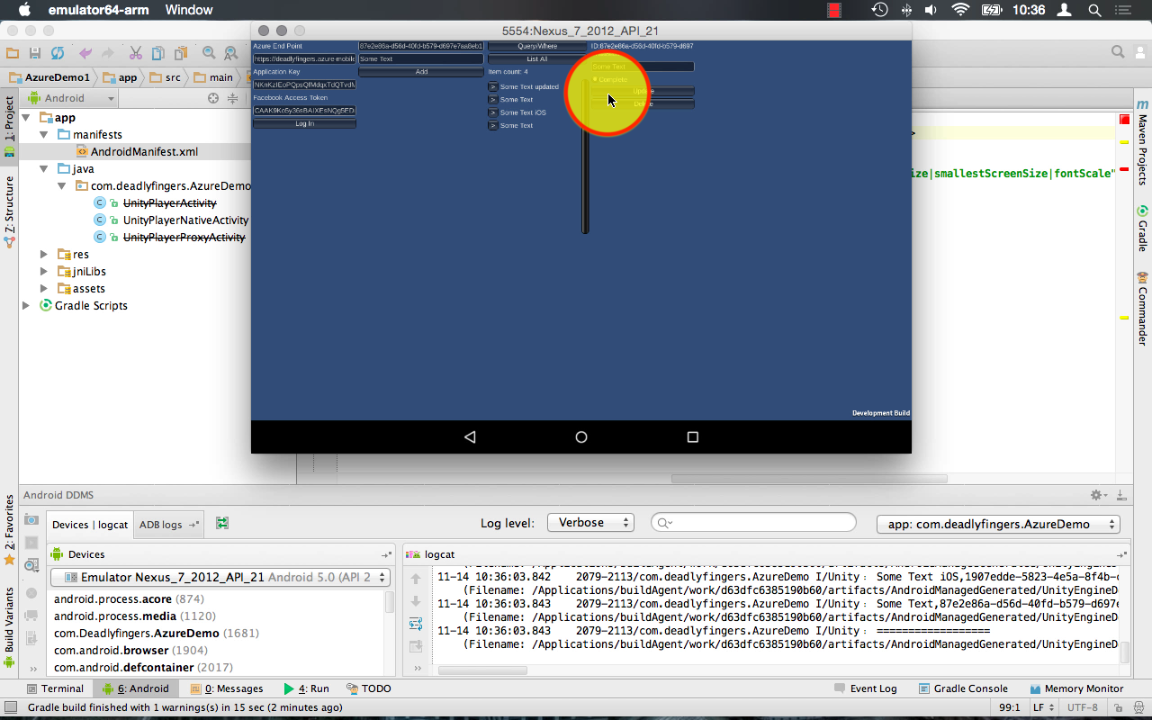 emulator64-arm Window
10:36
5554:Nexus_7_2012_API_21
AzureDemo1 app src main
1: Project
Z: Structure
2: Favorites
Build Variants
Maven Projects
Gradle
Commander
Android
app
manifests
AndroidManifest.xml
java
com.deadlyfingers.AzureDemo
UnityPlayerActivity
UnityPlayerNativeActivity
UnityPlayerProxyActivity
res
jniLibs
assets
Gradle Scripts
Azure End Point
https://deadlyfingers.azure-mobile
Application Key
Facebook Access Token
Log In
Some Text
Add
Query/Where
List All
Item count: 4
> Some Text updated
> Some Text
> Some Text iOS
> Some Text
ID:87e2e86a-d56d-40fd-b579-d697
Some Text
Complete
Update
Delete
Development Build
ize|smallestScreenSize|fontScale"
Android DDMS
Devices | logcat ADB logs
Log level: Verbose app: com.deadlyfingers.AzureDemo
Devices
Emulator Nexus_7_2012_API_21 Android 5.0 (API 2
android.process.acore (874)
android.process.media (1120)
com.Deadlyfingers.AzureDemo (1681)
com.android.browser (1904)
com.android.defcontainer (2017)
logcat
11-14 10:36:03.842 2079-2113/com.deadlyfingers.AzureDemo I/Unity﹕ Some Text iOS,1907edde-5823-4e5a-8f4b-
(Filename: /Applications/buildAgent/work/d63dfc6385190b60/artifacts/AndroidManagedGenerated/UnityEngineD
11-14 10:36:03.843 2079-2113/com.deadlyfingers.AzureDemo I/Unity﹕ Some Text,87e2e86a-d56d-40fd-b579-d697e
(Filename: /Applications/buildAgent/work/d63dfc6385190b60/artifacts/AndroidManagedGenerated/UnityEngineD
11-14 10:36:03.843 2079-2113/com.deadlyfingers.AzureDemo I/Unity﹕ ===================
(Filename: /Applications/buildAgent/work/d63dfc6385190b60/artifacts/AndroidManagedGenerated/UnityEngineD
Terminal 6: Android 0: Messages 4: Run TODO Event Log Gradle Console Memory Monitor
Gradle build finished with 1 warnings(s) in 15 sec (2 minutes ago) 99:1 LF UTF-8